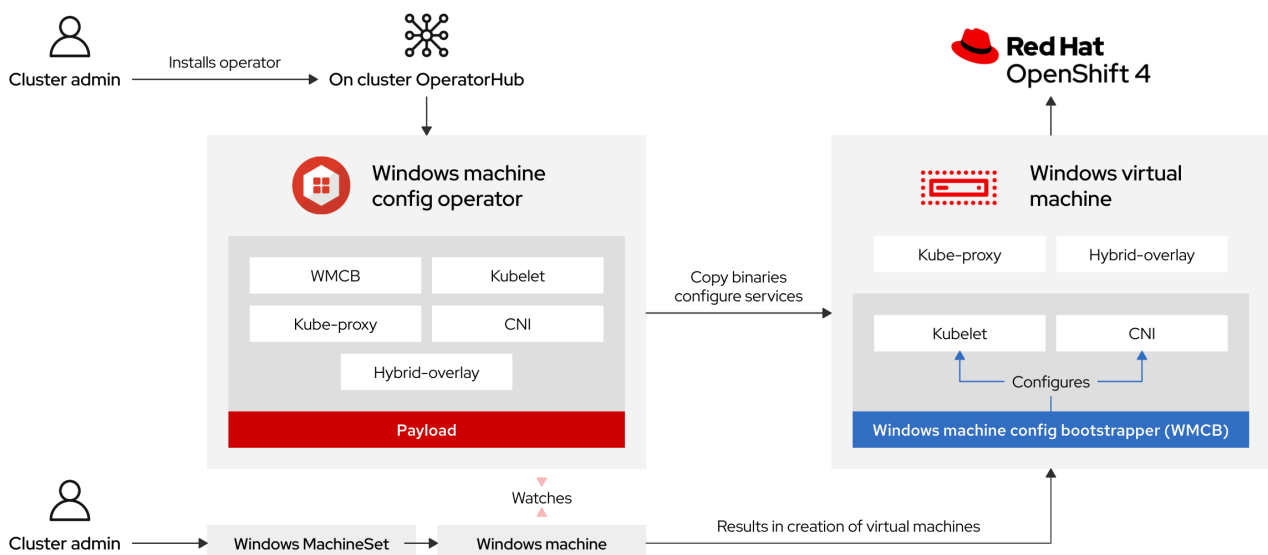 Cluster admin
Installs operator
On cluster OperatorHub
Red Hat
OpenShift 4
Windows machine
config operator
WMCB
Kubelet
Kube-proxy
CNI
Hybrid-overlay
Payload
Copy binaries
configure services
Windows virtual
machine
Kube-proxy
Hybrid-overlay
Kubelet
CNI
Configures
Windows machine config bootstrapper (WMCB)
Watches
Cluster admin
Windows MachineSet
Windows machine
Results in creation of virtual machines